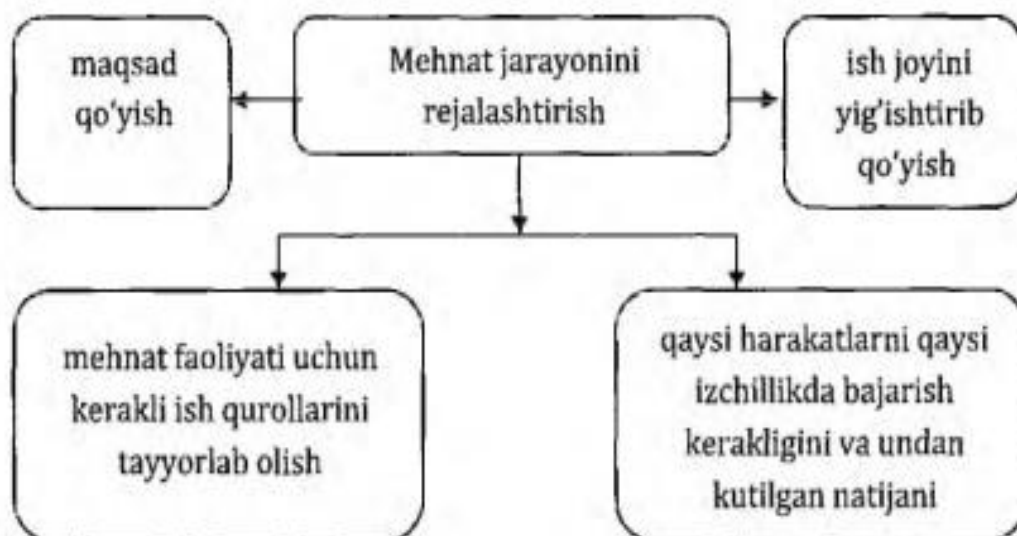 maqsad
qo‘yish
Mehnat jarayonini
rejalashtirish
ish joyini
yig’ishtirib
qo‘yish
mehnat faoliyati uchun
kerakli ish qurollarini
tayyorlab olish
qaysi harakatlarni qaysi
izchillikda bajarish
kerakligini va undan
kutilgan natijani